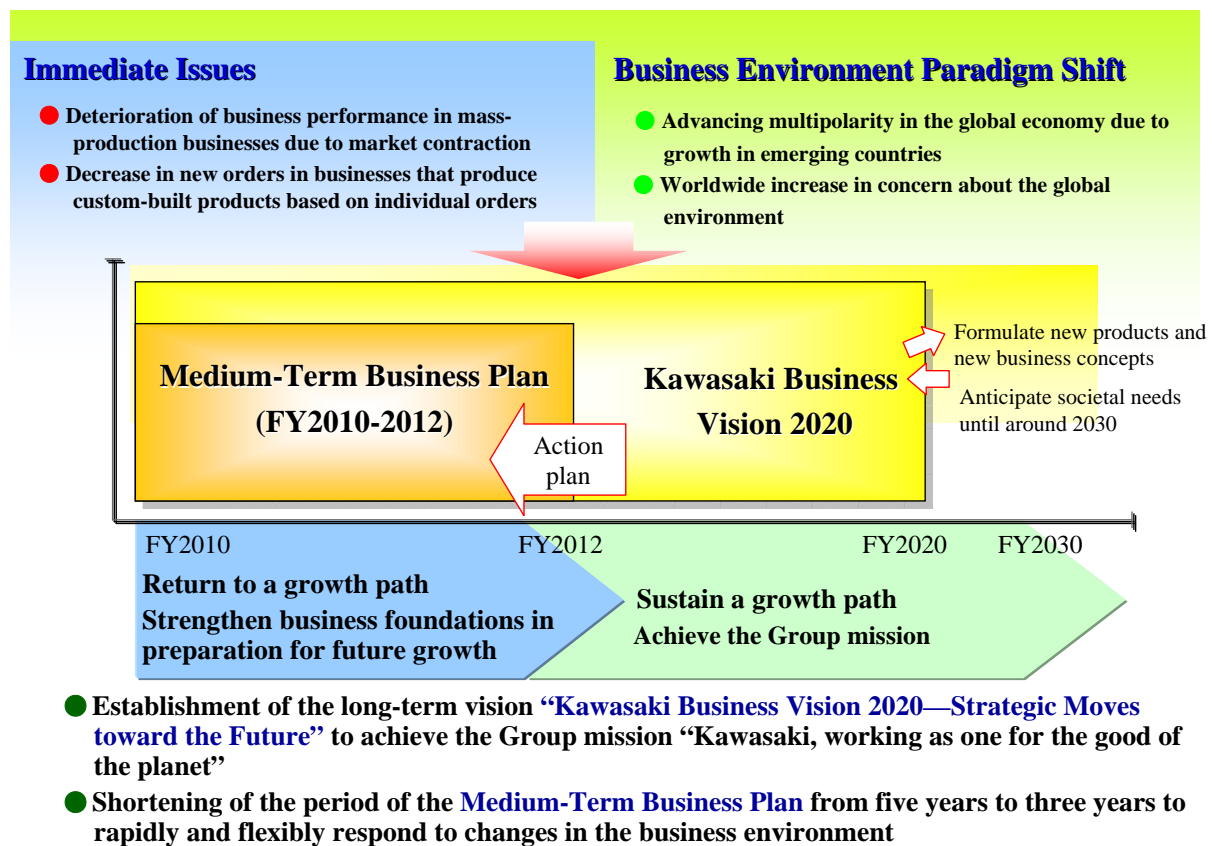 Immediate Issues
Deterioration of business performance in mass-
production businesses due to market contraction
Decrease in new orders in businesses that produce
custom-built products based on individual orders
Business Environment Paradigm Shift
Advancing multipolarity in the global economy due to
growth in emerging countries
Worldwide increase in concern about the global
environment
Medium-Term Business Plan
(FY2010-2012)
Action
plan
Kawasaki Business
Vision 2020
Formulate new products and
new business concepts
Anticipate societal needs
until around 2030
FY2010
FY2012
FY2020
FY2030
Return to a growth path
Strengthen business foundations in
preparation for future growth
Sustain a growth path
Achieve the Group mission
Establishment of the long-term vision “Kawasaki Business Vision 2020—Strategic Moves
toward the Future” to achieve the Group mission “Kawasaki, working as one for the good of
the planet”
Shortening of the period of the Medium-Term Business Plan from five years to three years to
rapidly and flexibly respond to changes in the business environment